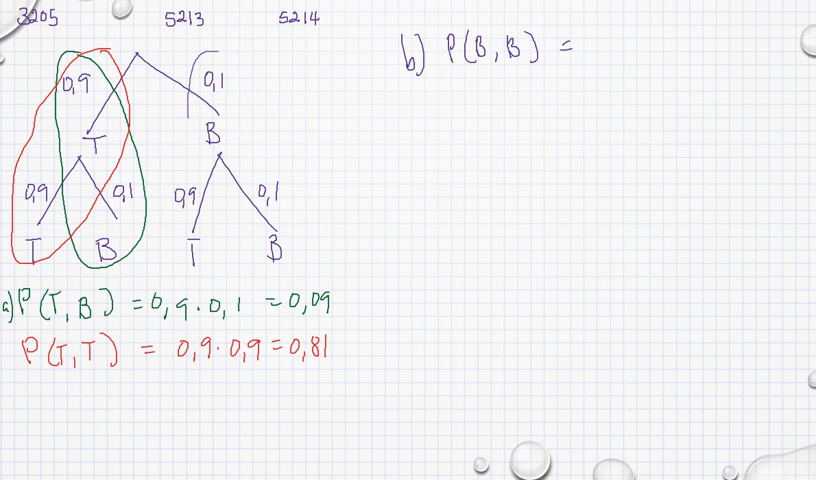 3205 5213 5214
0,9 0,1
T B
0,9 0,1 0,9 0,1
T B T B
a) P(T,B) = 0,9·0,1 = 0,09
P(T,T) = 0,9·0,9 = 0,81
b) P(B,B) =